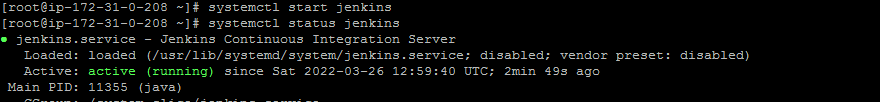 [root@ip-172-31-0-208 ~]# systemctl start jenkins
[root@ip-172-31-0-208 ~]# systemctl status jenkins
● jenkins.service - Jenkins Continuous Integration Server
Loaded: loaded (/usr/lib/systemd/system/jenkins.service; disabled; vendor preset: disabled)
Active: active (running) since Sat 2022-03-26 12:59:40 UTC; 2min 49s ago
Main PID: 11355 (java)